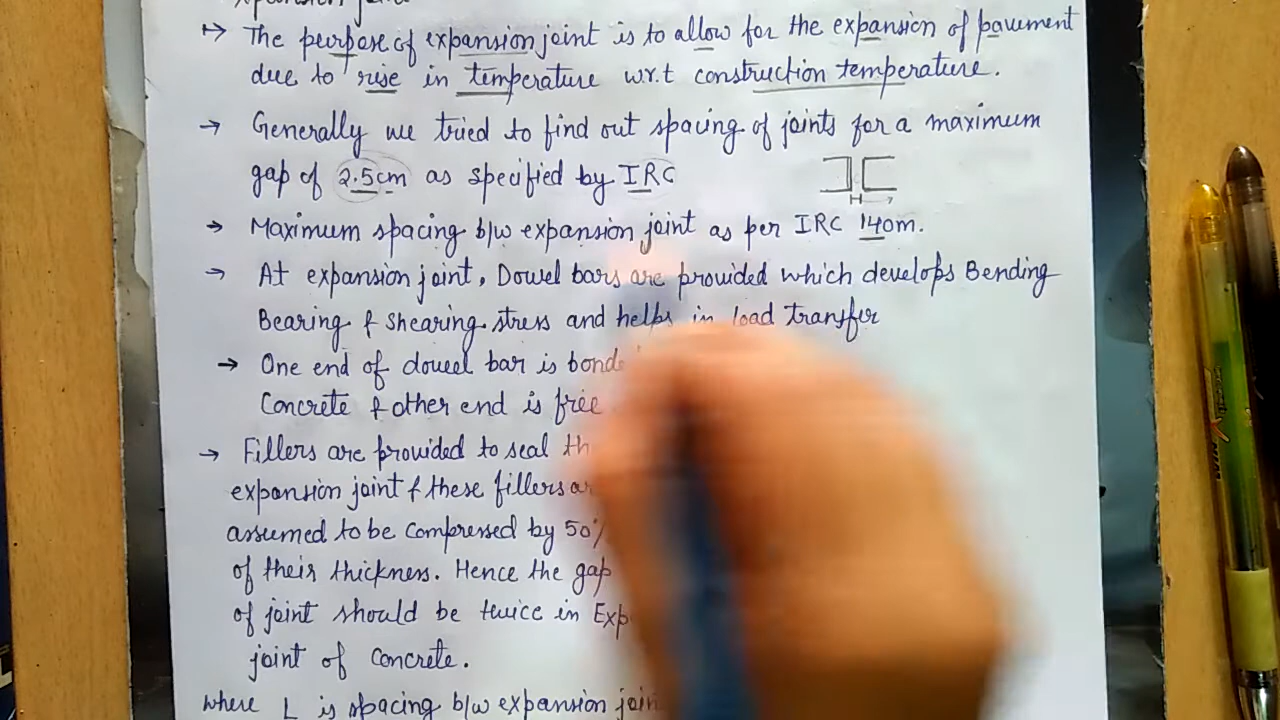 ↦ The purpose of expansion joint is to allow for the expansion of pavement
due to rise in temperature w.r.t construction temperature.
→ Generally we tried to find out spacing of joints for a maximum
gap of 2.5cm as specified by IRC
→ Maximum spacing b/w expansion joint as per IRC 140m.
→ At expansion joint, Dowel bars are provided which develops Bending
Bearing & Shearing stress and helps in load transfer
→ One end of dowel bar is
Concrete & other end is free
→ Fillers are provided to seal
expansion joint & these fillers
assumed to be compressed by 50%
of their thickness. Hence the gap
of joint should be twice in
joint of concrete.
where L is spacing b/w expansion